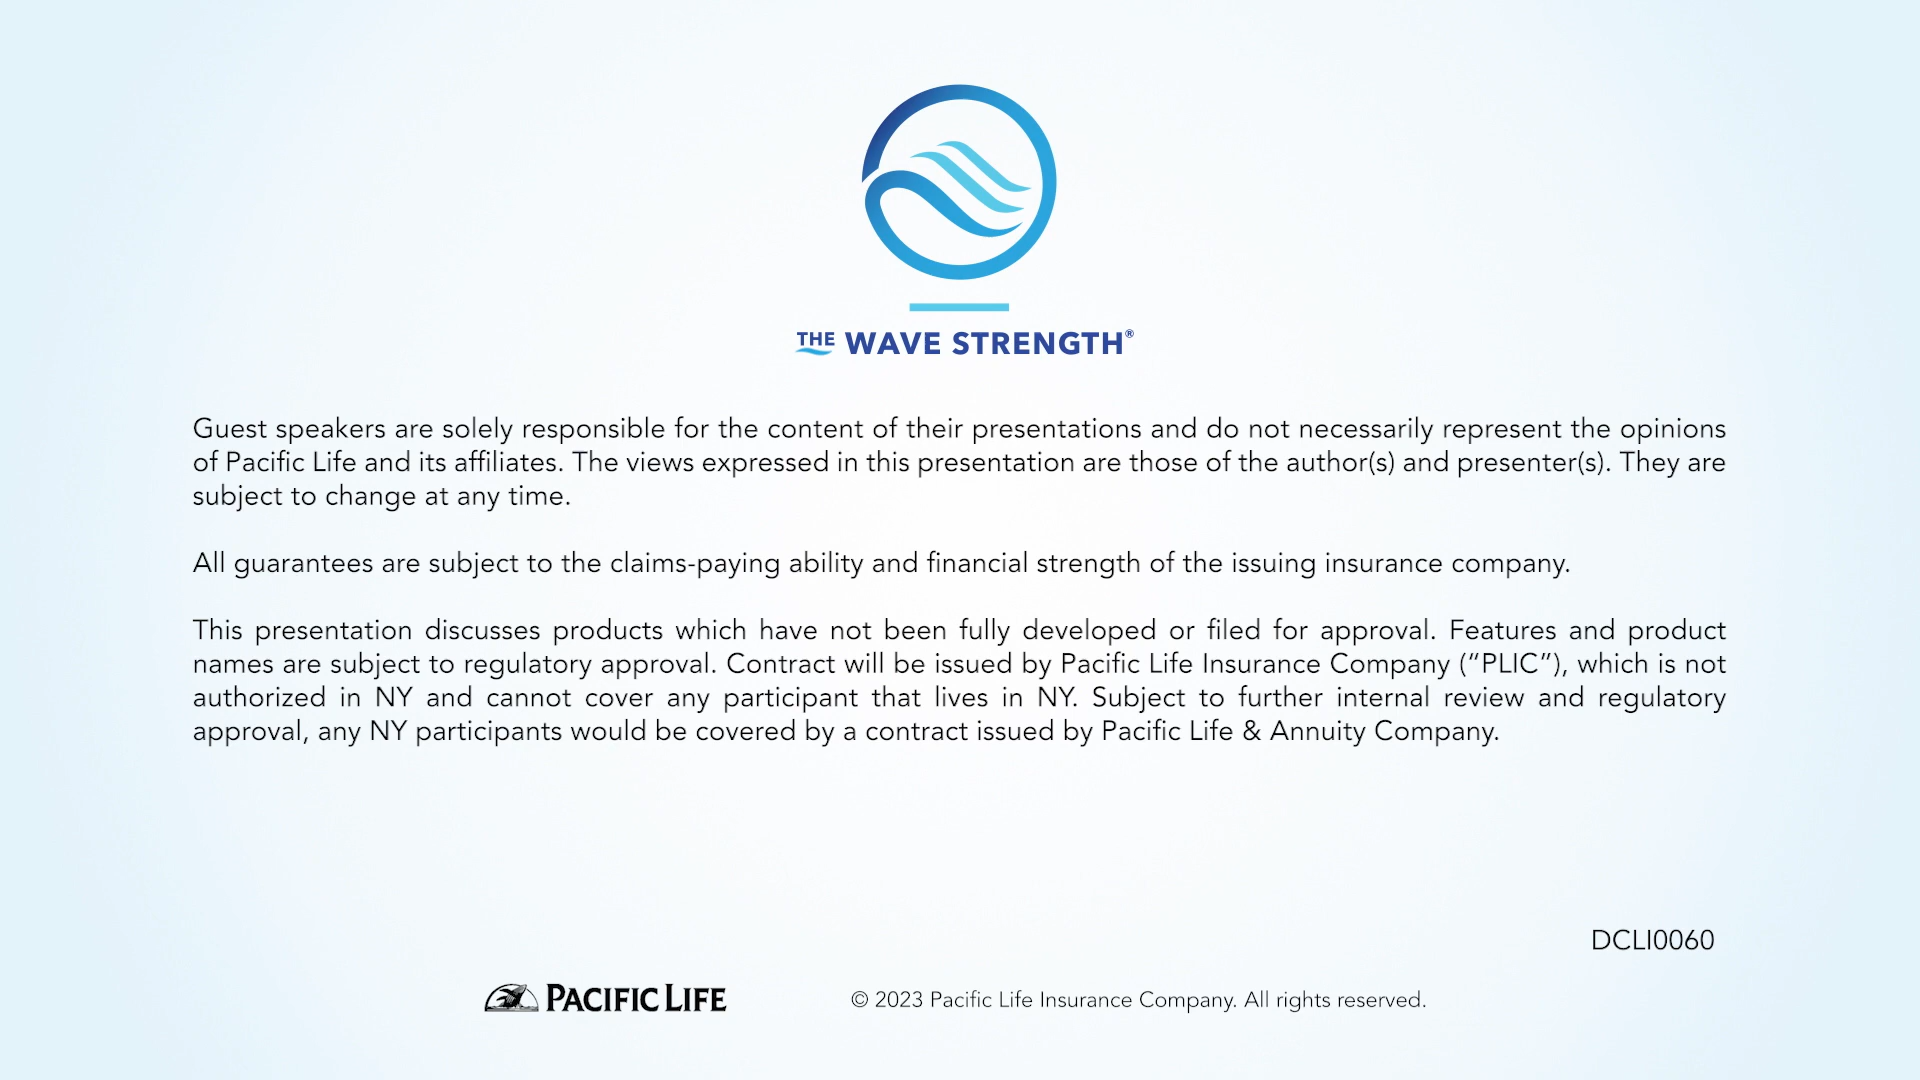 THE WAVE STRENGTH®
Guest speakers are solely responsible for the content of their presentations and do not necessarily represent the opinions
of Pacific Life and its affiliates. The views expressed in this presentation are those of the author(s) and presenter(s). They are
subject to change at any time.
All guarantees are subject to the claims-paying ability and financial strength of the issuing insurance company.
This presentation discusses products which have not been fully developed or filed for approval. Features and product
names are subject to regulatory approval. Contract will be issued by Pacific Life Insurance Company (“PLIC”), which is not
authorized in NY and cannot cover any participant that lives in NY. Subject to further internal review and regulatory
approval, any NY participants would be covered by a contract issued by Pacific Life & Annuity Company.
DCLI0060
PACIFIC LIFE © 2023 Pacific Life Insurance Company. All rights reserved.